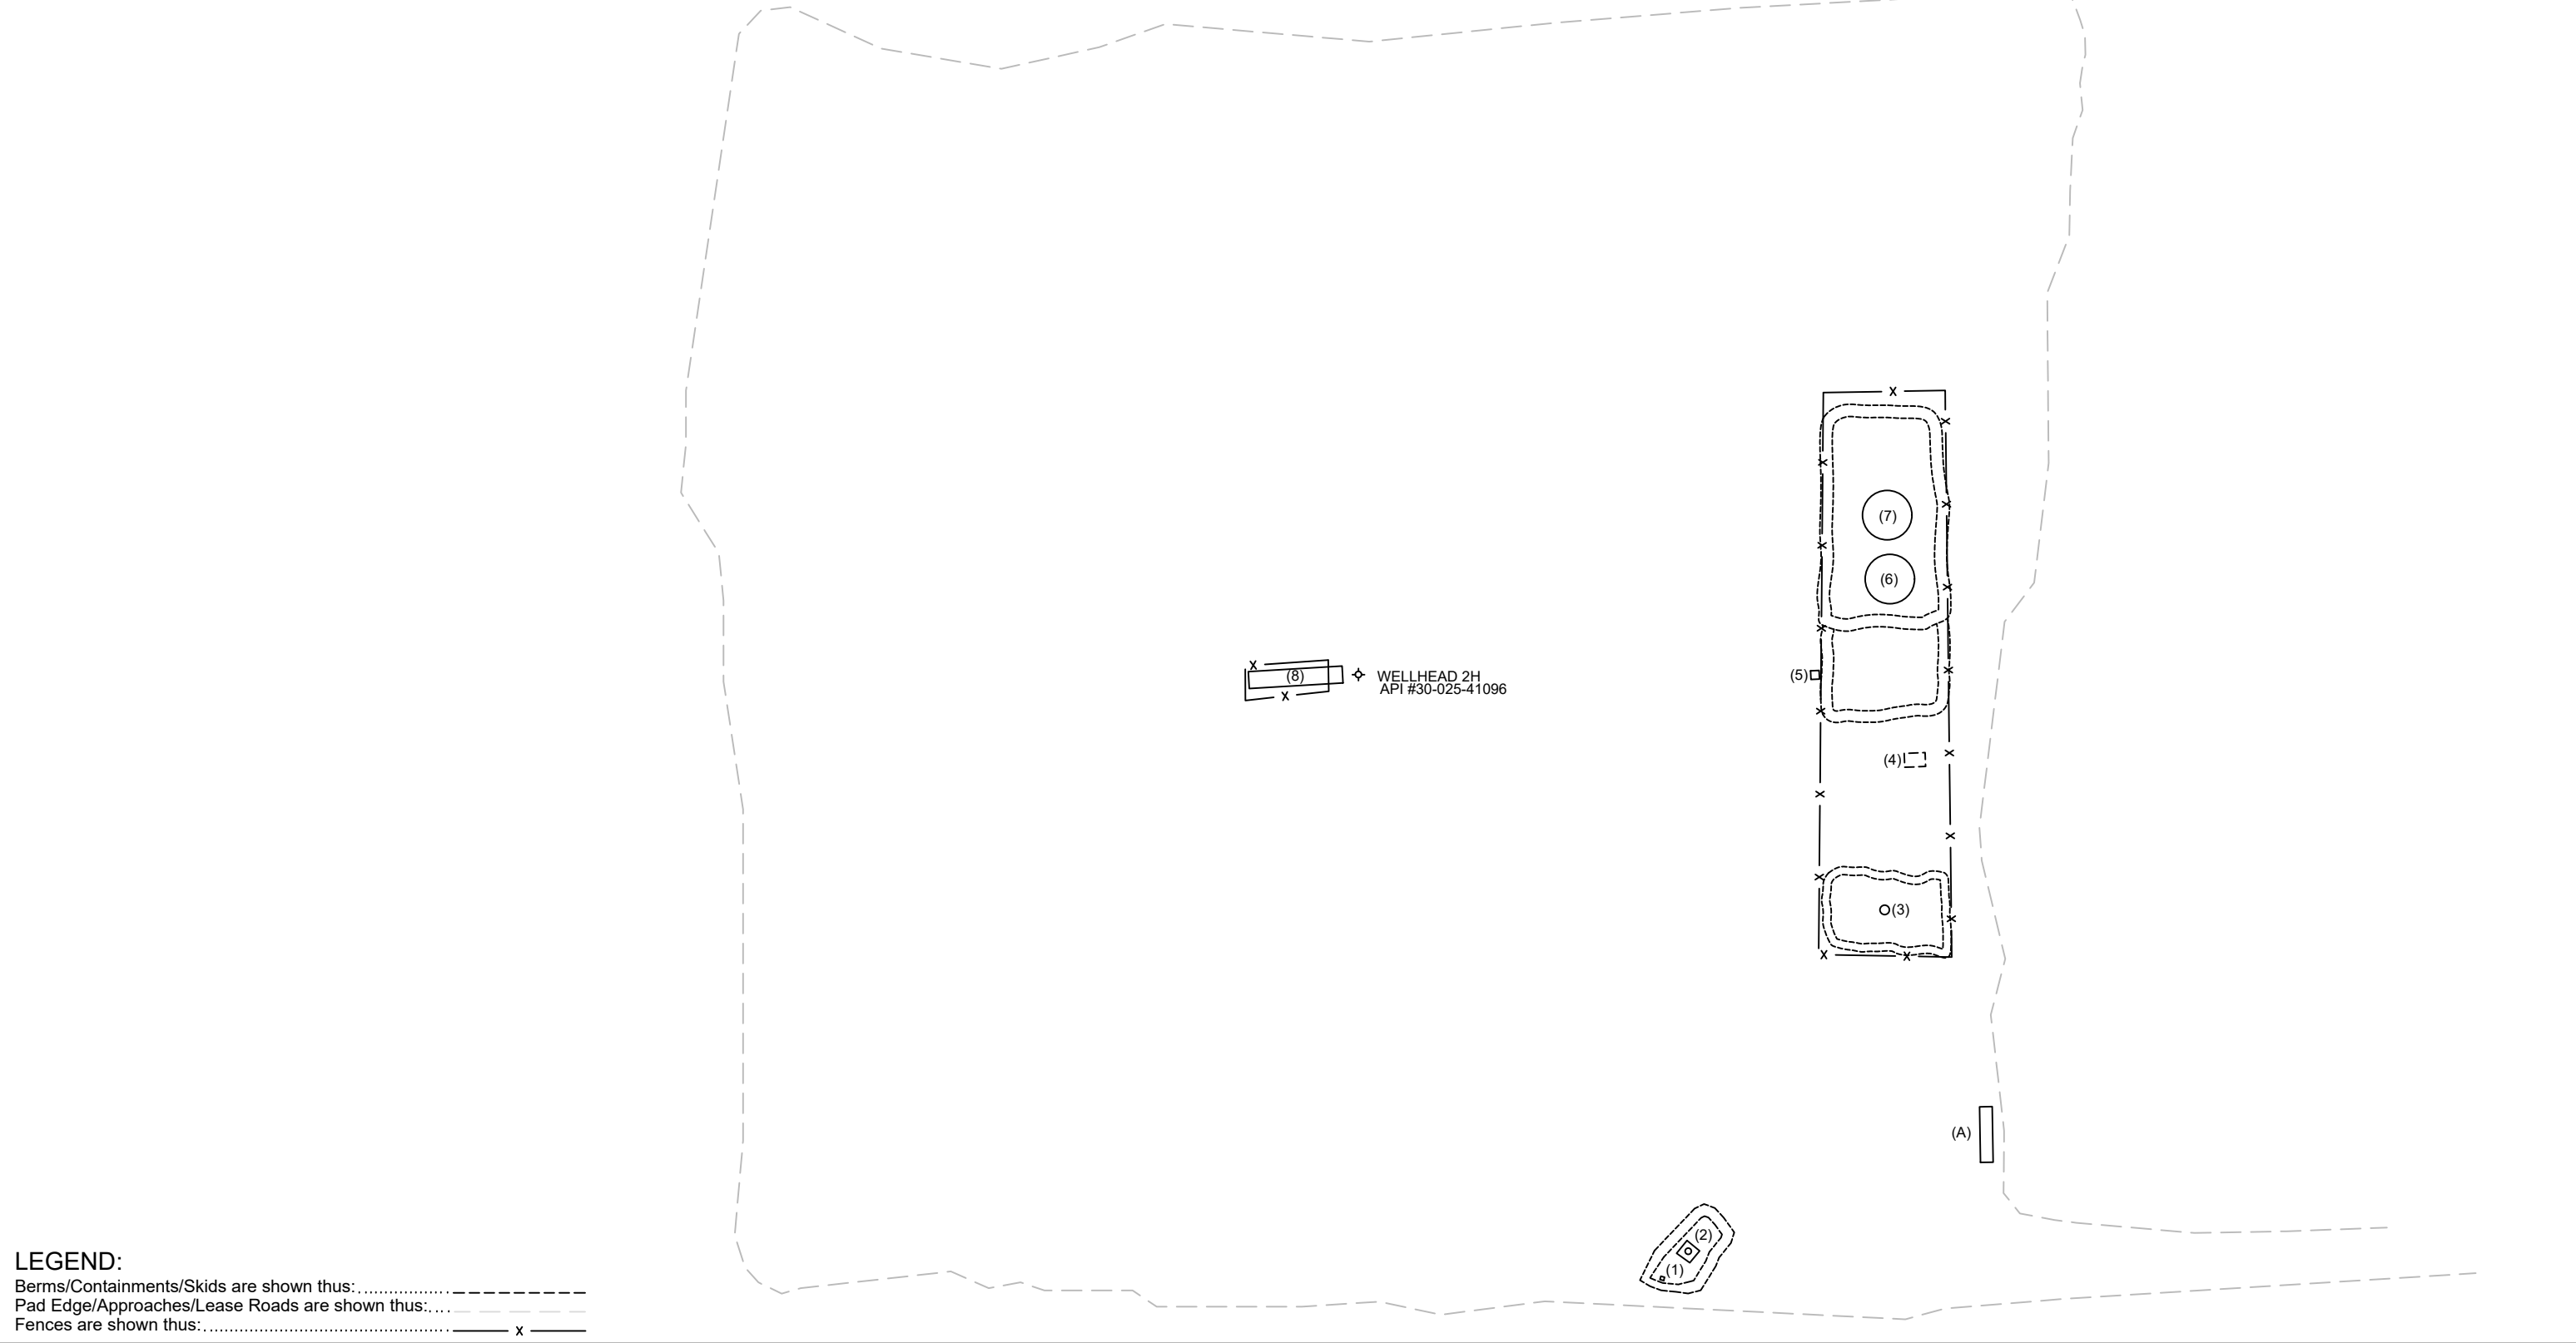 (7)
(6)
(8)
WELLHEAD 2H
API #30-025-41096
(5)
(4)
(3)
(A)
(2)
(1)
LEGEND:
Berms/Containments/Skids are shown thus:
Pad Edge/Approaches/Lease Roads are shown thus:
Fences are shown thus: